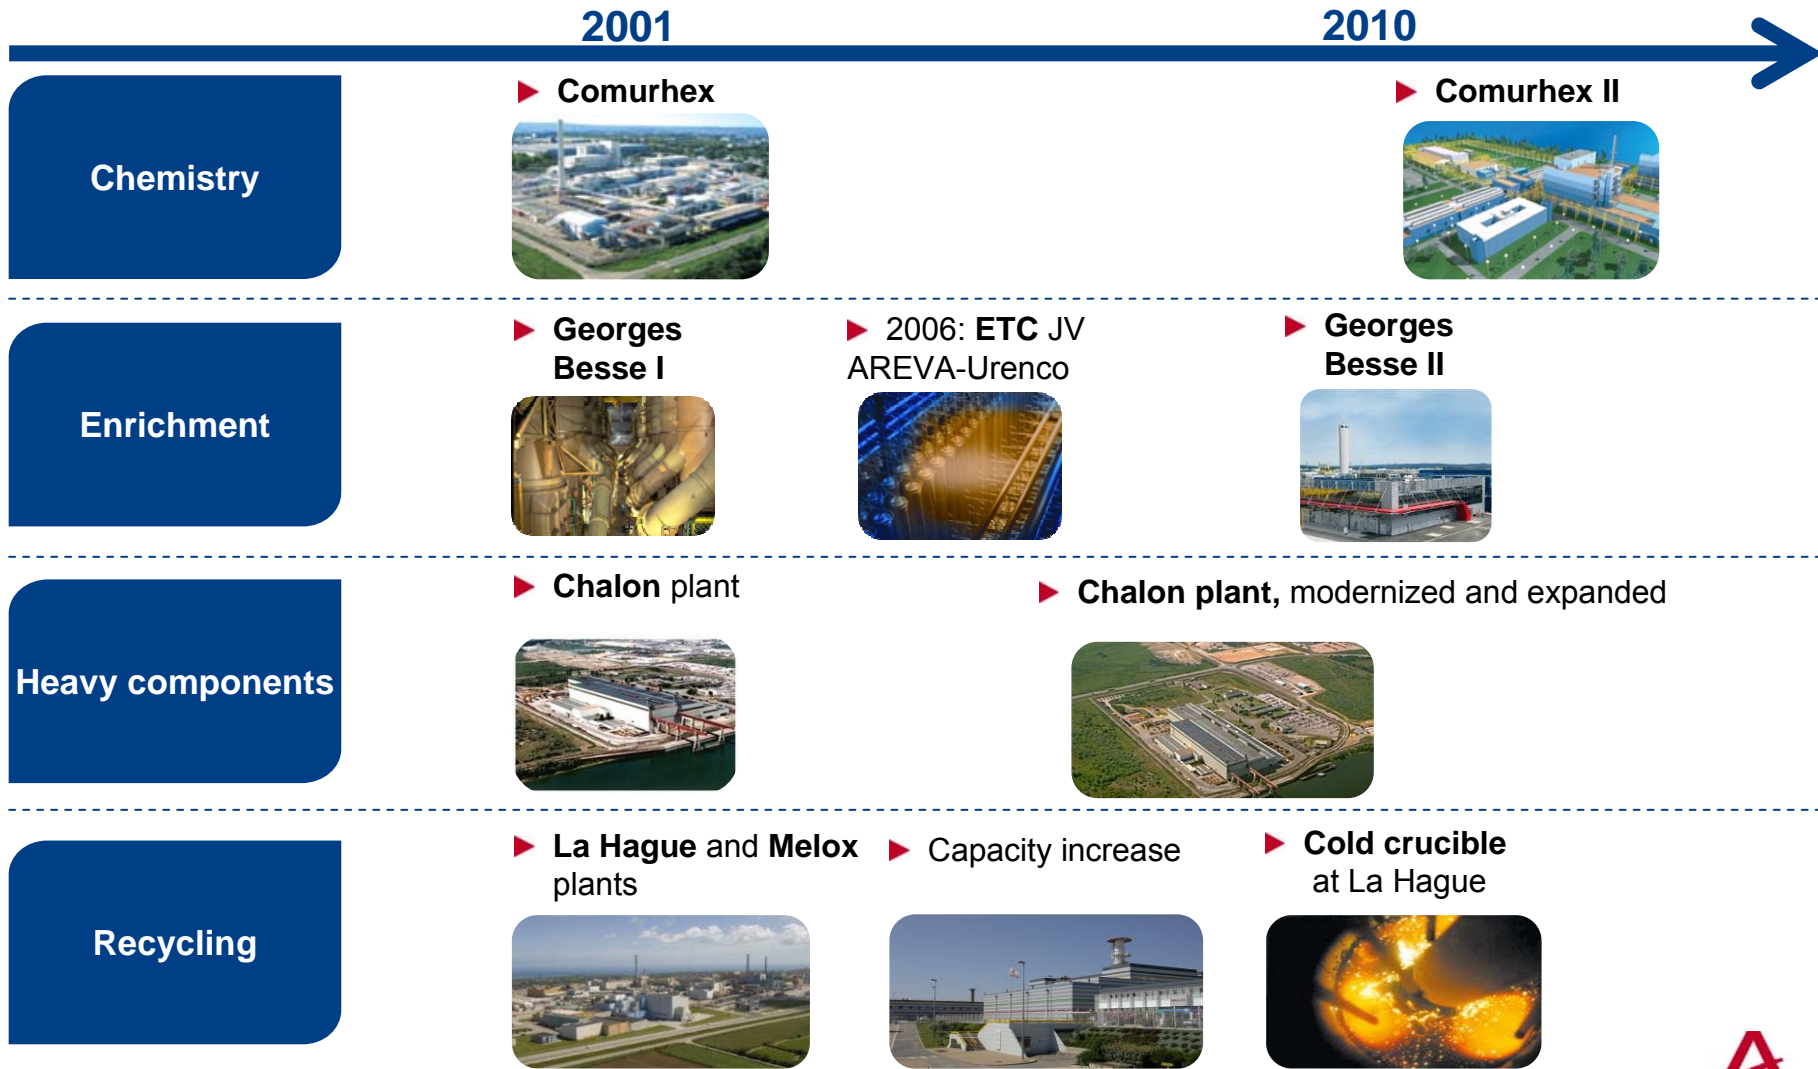 2001
2010
Chemistry
Comurhex
Comurhex II
Enrichment
Georges
Besse I
2006: ETC JV
AREVA-Urenco
Georges
Besse II
Heavy components
Chalon plant
Chalon plant, modernized and expanded
Recycling
La Hague and Melox
plants
Capacity increase
Cold crucible
at La Hague